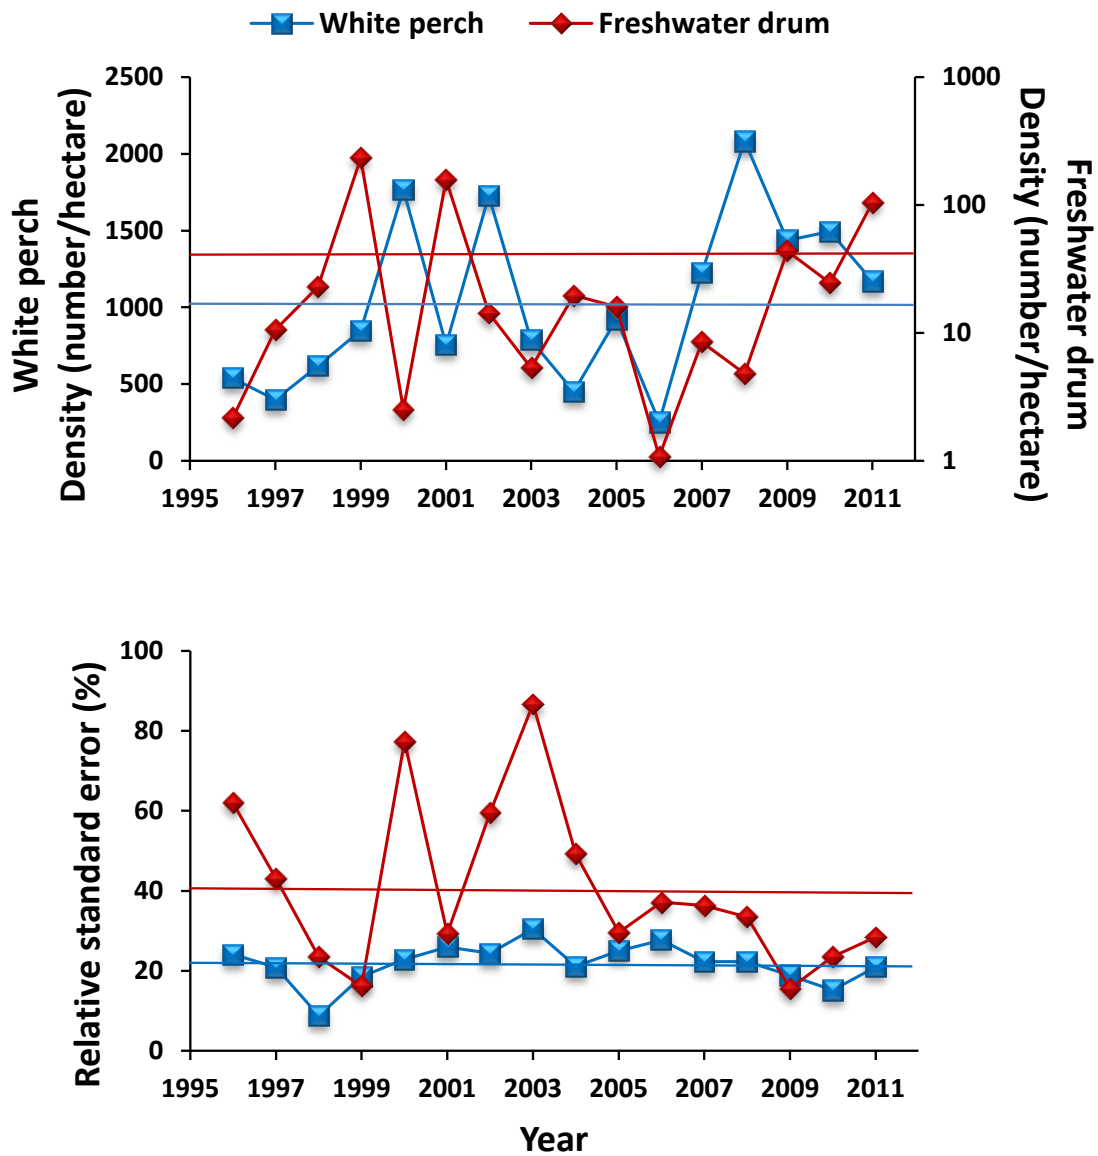 White perch
Freshwater drum
White perch
Density (number/hectare)
2500
2000
1500
1000
500
0
1000
100
10
1
Freshwater drum
Density (number/hectare)
1995 1997 1999 2001 2003 2005 2007 2009 2011
Relative standard error (%)
100
80
60
40
20
0
1995 1997 1999 2001 2003 2005 2007 2009 2011
Year